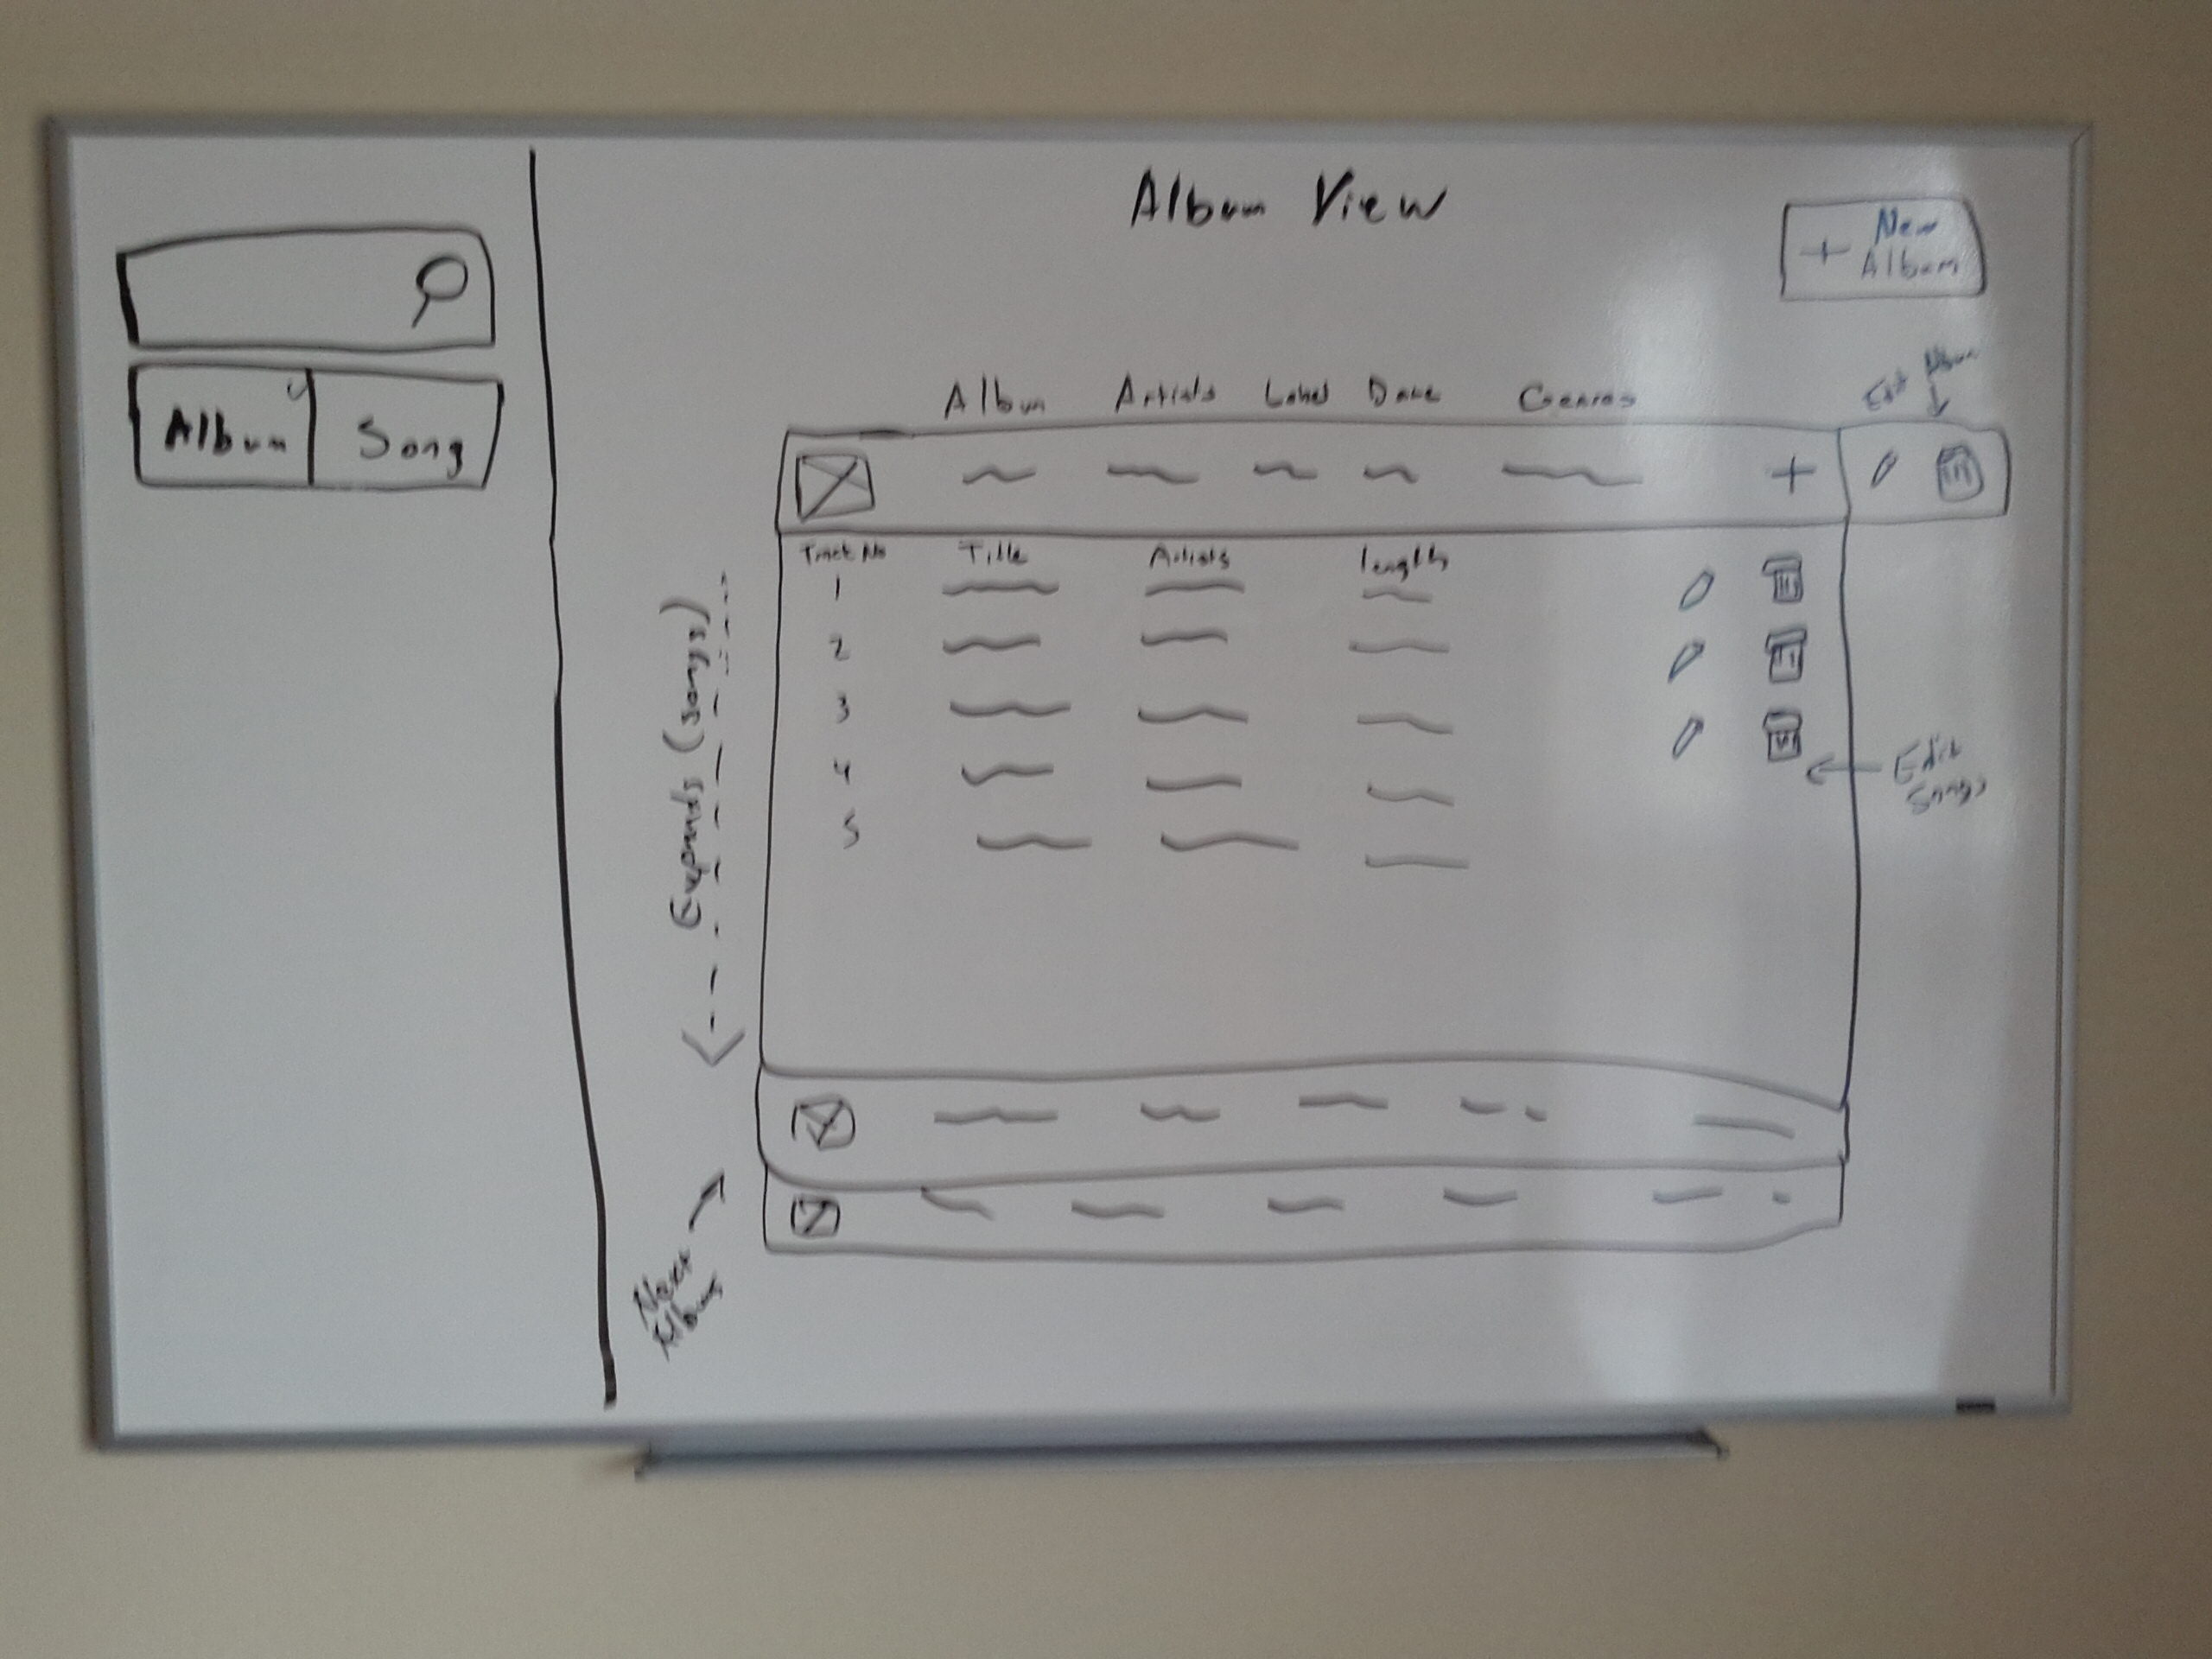 Album View
+ New
Album
Album Song
Edit Album
Album Artists Label Date Genres
+
Track No Title Artists length
1
2
3
4
5
Expands (songs)
Edit
Songs
Next
Album